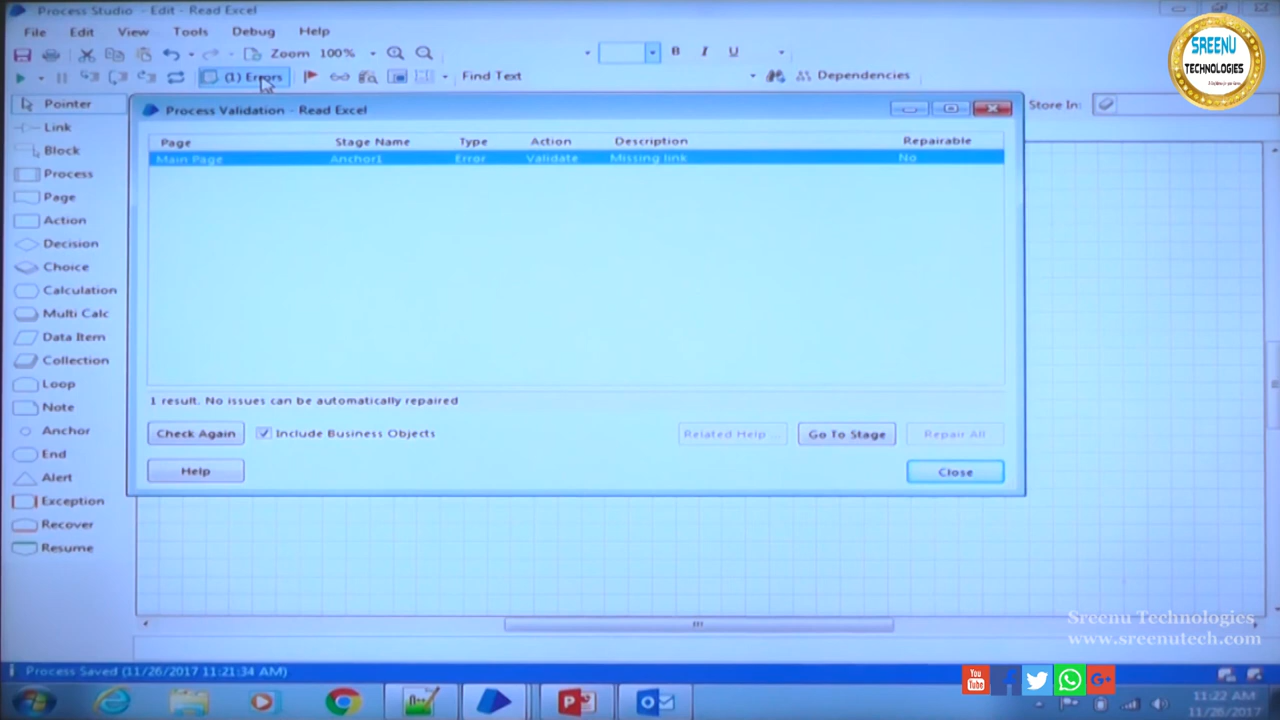 Process Studio - Edit - Read Excel
File Edit View Tools Debug Help
Zoom 100% B I U
(1) Errors Find Text Dependencies
SREENU
TECHNOLOGIES
Store In:
Pointer
Link
Block
Process
Page
Action
Decision
Choice
Calculation
Multi Calc
Data Item
Collection
Loop
Note
Anchor
End
Alert
Exception
Recover
Resume
Process Validation - Read Excel
Page Stage Name Type Action Description Repairable
Main Page Anchor1 Error Validate Missing link No
1 result. No issues can be automatically repaired
Check Again Include Business Objects Related Help ... Go To Stage Repair All
Help Close
Sreenu Technologies
www.sreenutech.com
Process Saved (11/26/2017 11:21:34 AM)
You
Tube
11:22 AM
11/26/2017